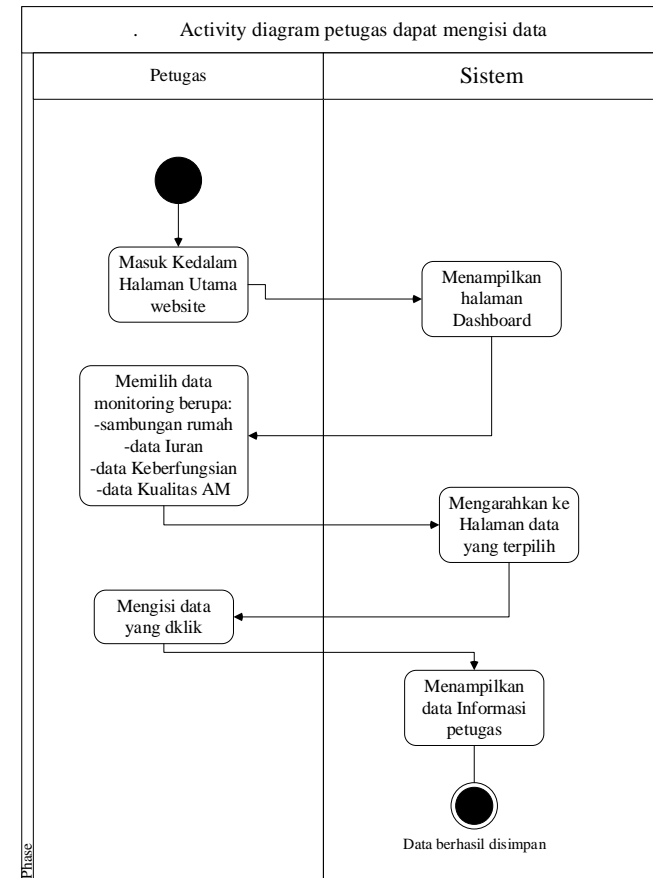 . Activity diagram petugas dapat mengisi data
Petugas
Sistem
Masuk Kedalam
Halaman Utama
website
Menampilkan
halaman
Dashboard
Memilih data
monitoring berupa:
-sambungan rumah
-data Iuran
-data Keberfungsian
-data Kualitas AM
Mengarahkan ke
Halaman data
yang terpilih
Mengisi data
yang dklik
Menampilkan
data Informasi
petugas
Data berhasil disimpan
Phase